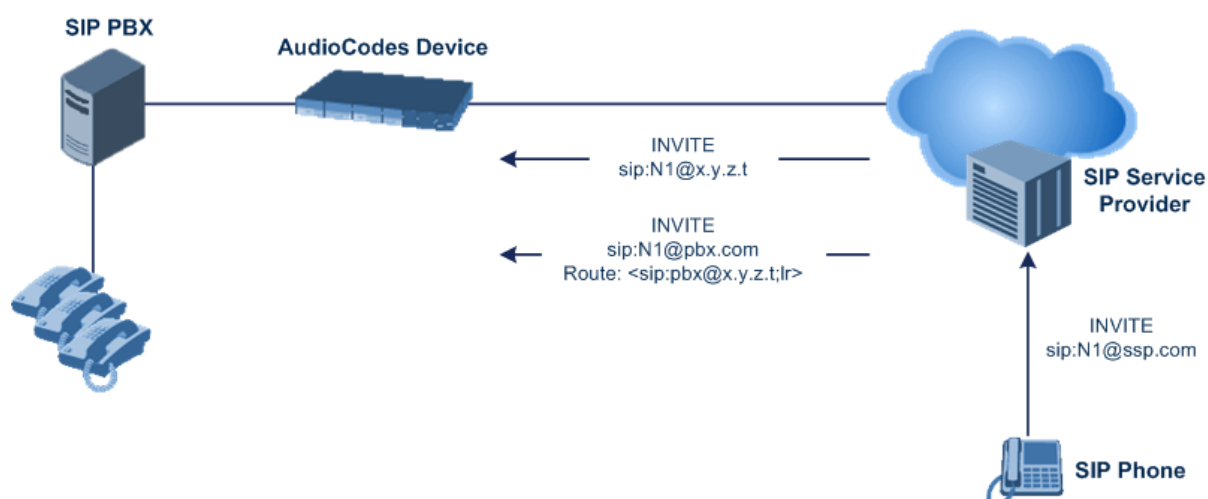 SIP PBX
AudioCodes Device
INVITE
sip:N1@x.y.z.t
SIP Service
Provider
INVITE
sip:N1@pbx.com
Route: <sip:pbx@x.y.z.t;lr>
INVITE
sip:N1@ssp.com
SIP Phone